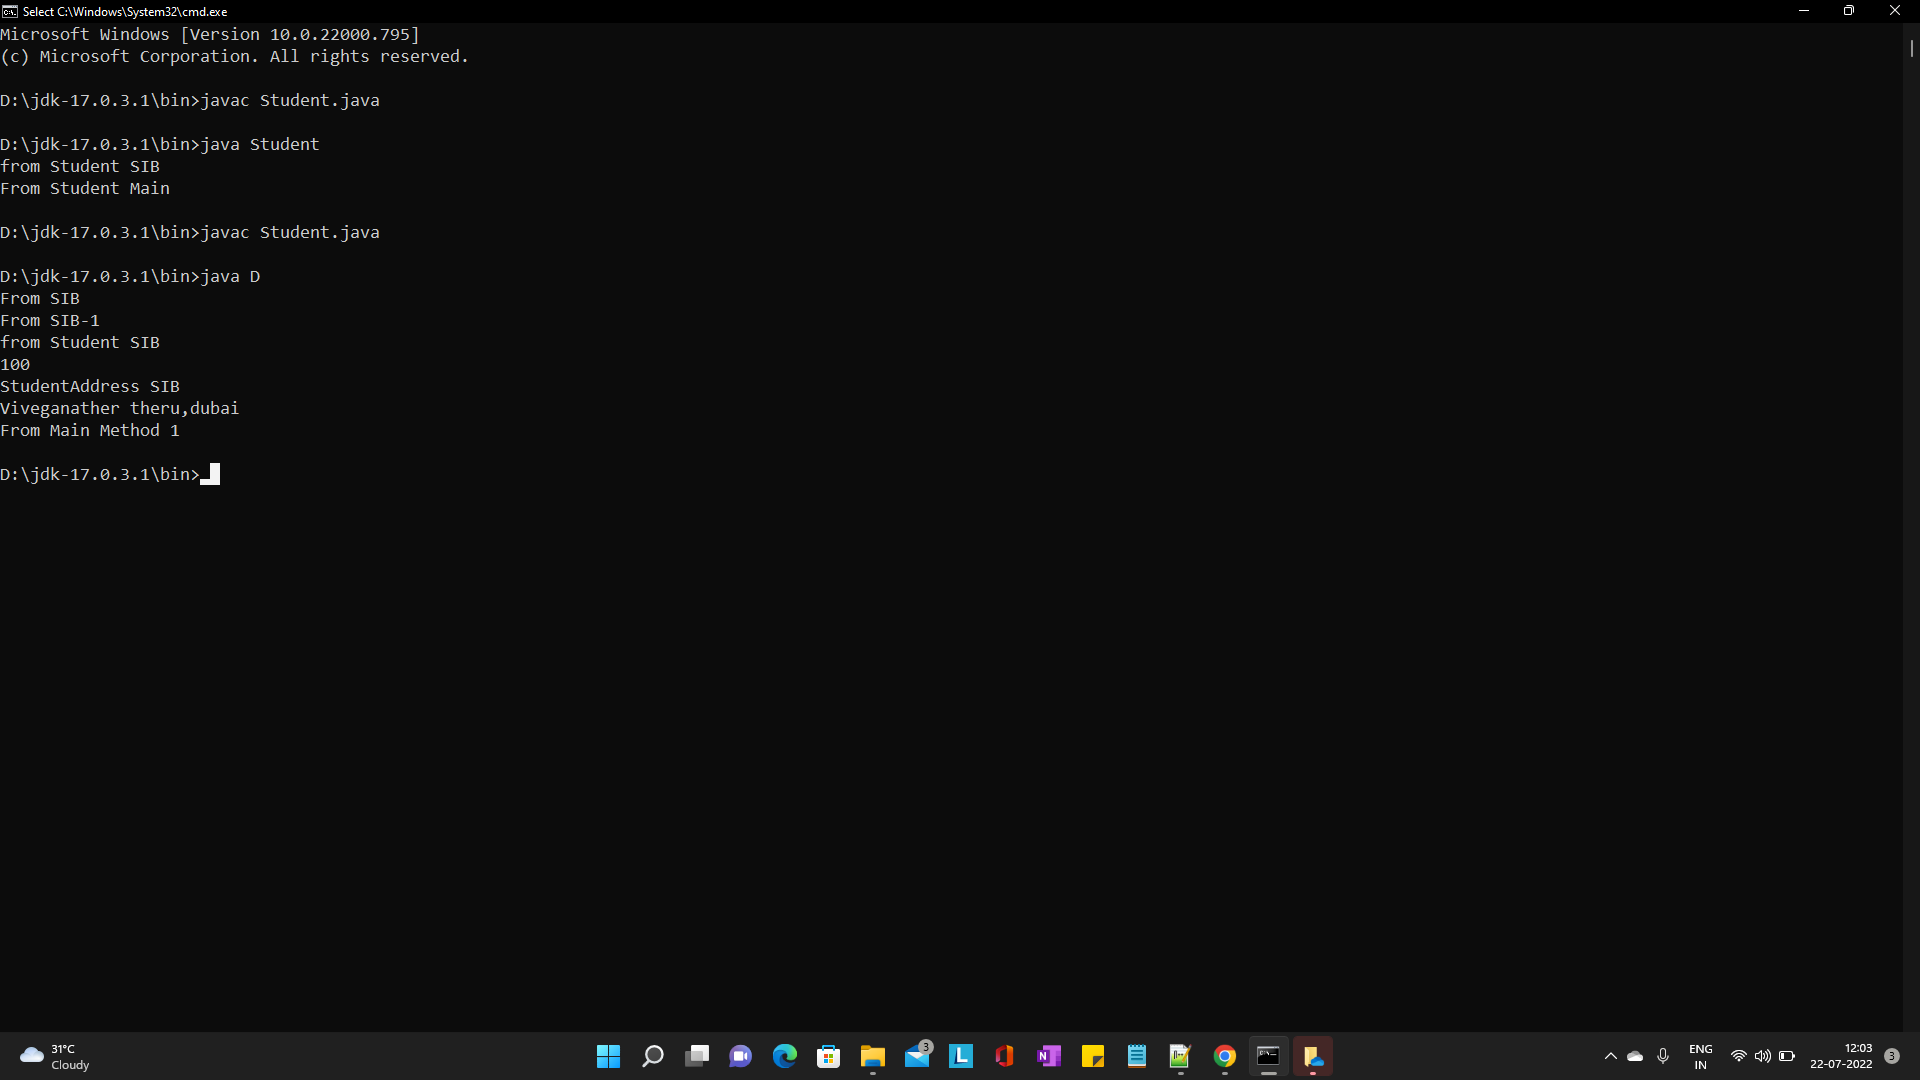 Select C:\Windows\System32\cmd.exe
Microsoft Windows [Version 10.0.22000.795]
(c) Microsoft Corporation. All rights reserved.
D:\jdk-17.0.3.1\bin>javac Student.java
D:\jdk-17.0.3.1\bin>java Student
from Student SIB
From Student Main
D:\jdk-17.0.3.1\bin>javac Student.java
D:\jdk-17.0.3.1\bin>java D
From SIB
From SIB-1
from Student SIB
100
StudentAddress SIB
Viveganather theru,dubai
From Main Method 1
D:\jdk-17.0.3.1\bin>
31°C
Cloudy
3
L
N
ENG
IN
12:03
22-07-2022
3